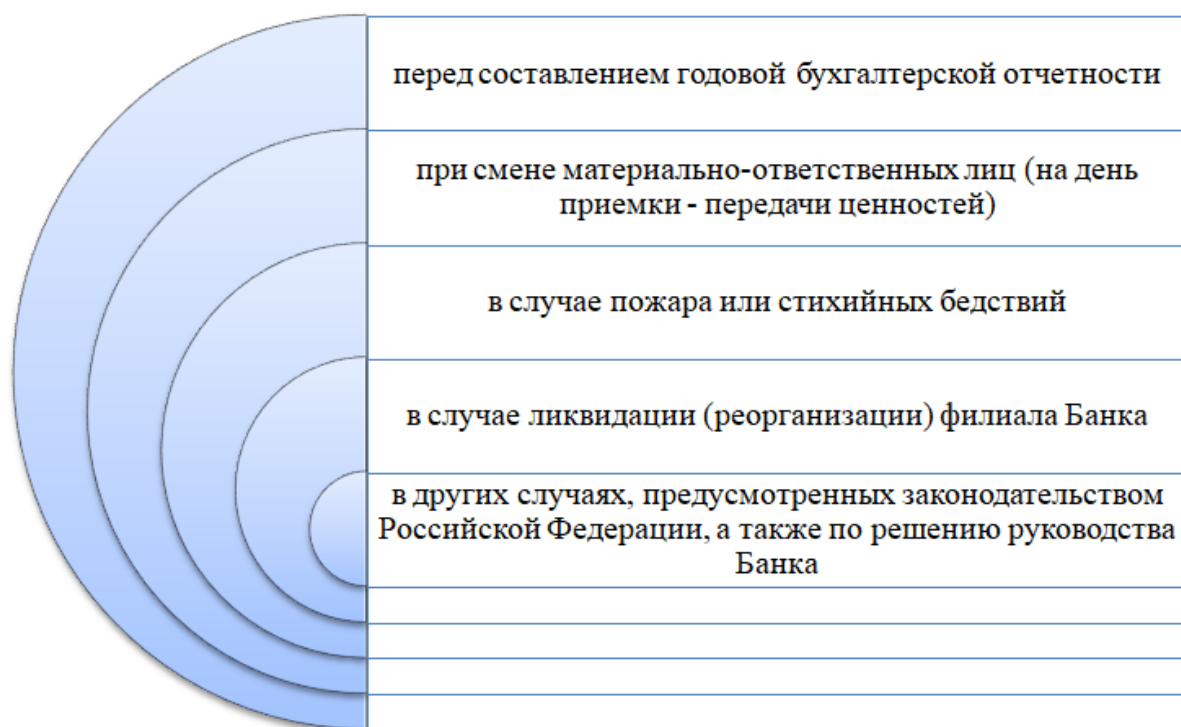 перед составлением годовой бухгалтерской отчетности
при смене материально-ответственных лиц (на день
приемки - передачи ценностей)
в случае пожара или стихийных бедствий
в случае ликвидации (реорганизации) филиала Банка
в других случаях, предусмотренных законодательством
Российской Федерации, а также по решению руководства
Банка